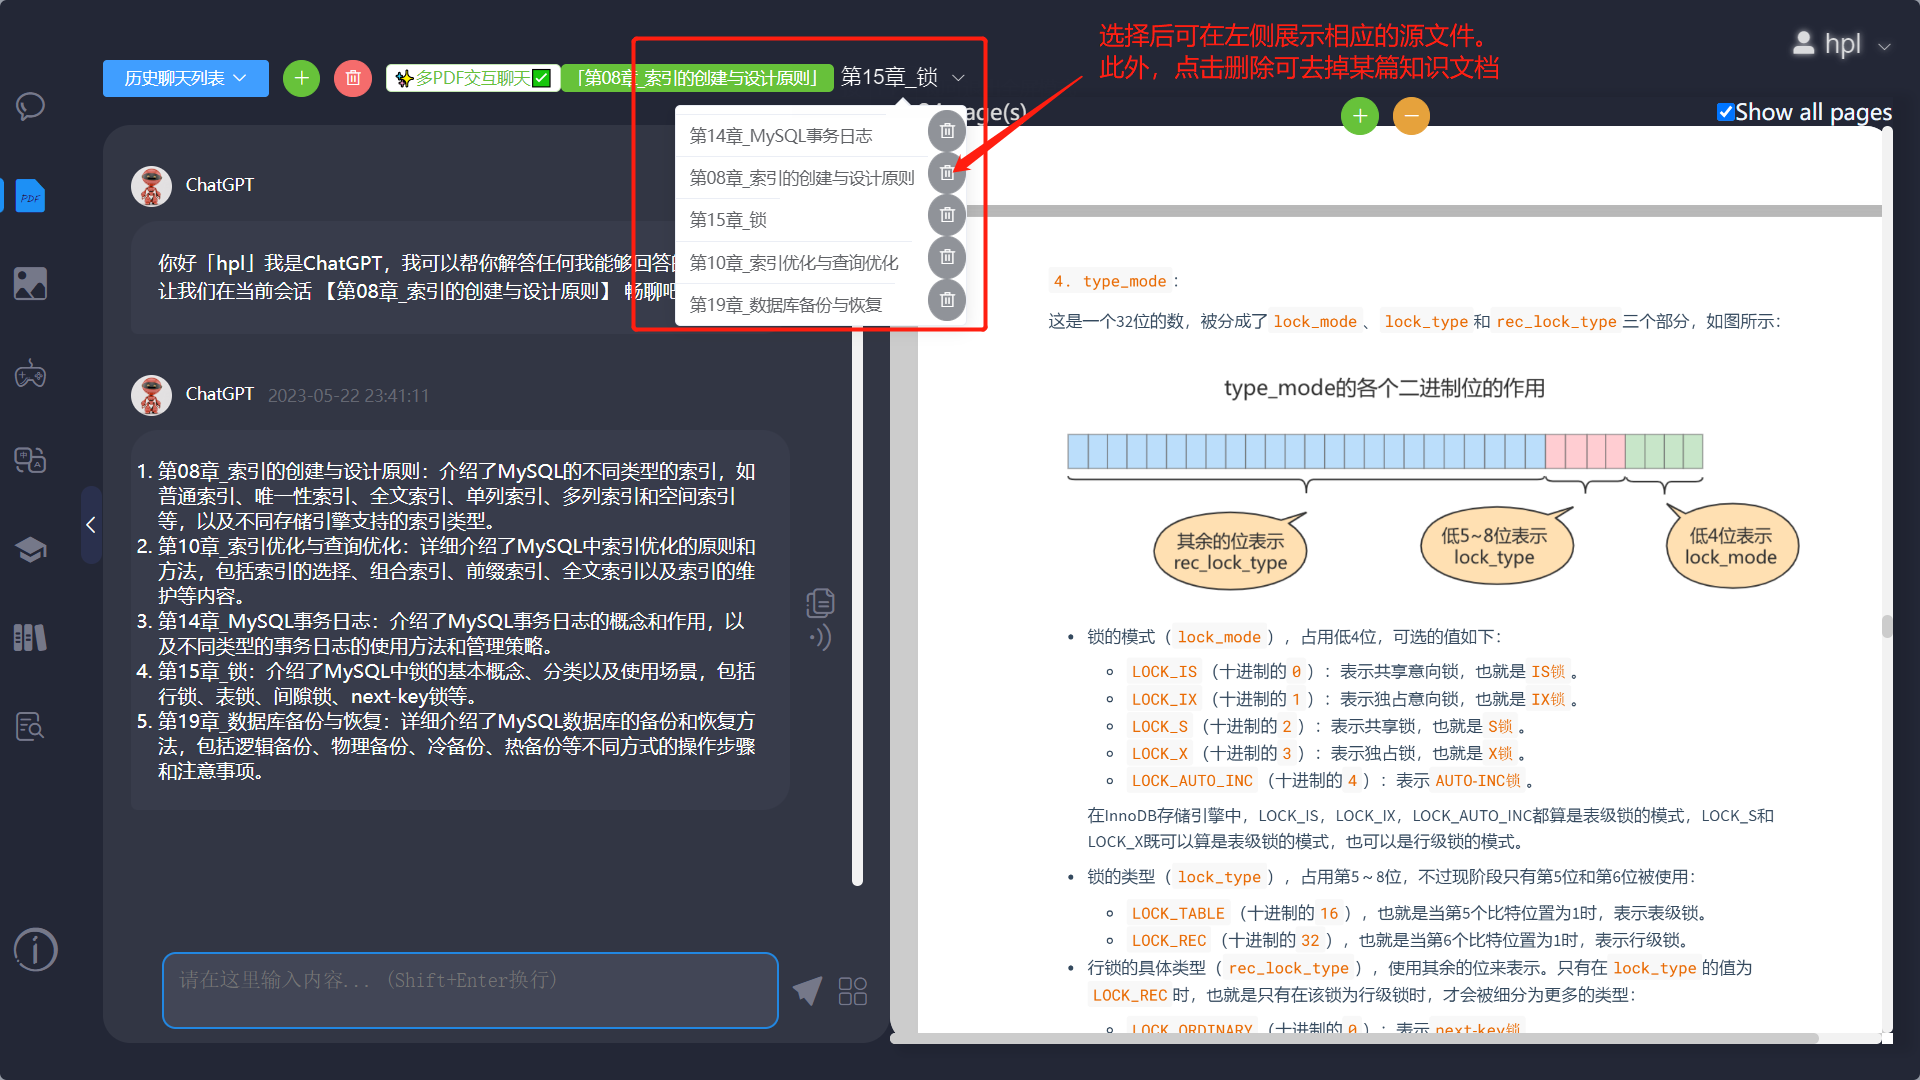 选择后可在左侧展示相应的源文件。
此外，点击删除可去掉某篇知识文档
hpl
历史聊天列表
多PDF交互聊天
「第08章_索引的创建与设计原则」
第15章_锁
age(s)
Show all pages
第14章_MySQL事务日志
第08章_索引的创建与设计原则
第15章_锁
第10章_索引优化与查询优化
第19章_数据库备份与恢复
PDF
ChatGPT
你好「hpl」我是ChatGPT，我可以帮你解答任何我能够回答的
让我们在当前会话 【第08章_索引的创建与设计原则】 畅聊吧
ChatGPT 2023-05-22 23:41:11
1. 第08章_索引的创建与设计原则：介绍了MySQL的不同类型的索引，如
普通索引、唯一性索引、全文索引、单列索引、多列索引和空间索引
等，以及不同存储引擎支持的索引类型。
2. 第10章_索引优化与查询优化：详细介绍了MySQL中索引优化的原则和
方法，包括索引的选择、组合索引、前缀索引、全文索引以及索引的维
护等内容。
3. 第14章_MySQL事务日志：介绍了MySQL事务日志的概念和作用，以
及不同类型的事务日志的使用方法和管理策略。
4. 第15章_锁：介绍了MySQL中锁的基本概念、分类以及使用场景，包括
行锁、表锁、间隙锁、next-key锁等。
5. 第19章_数据库备份与恢复：详细介绍了MySQL数据库的备份和恢复方
法，包括逻辑备份、物理备份、冷备份、热备份等不同方式的操作步骤
和注意事项。
请在这里输入内容... (Shift+Enter换行)
4. type_mode：
这是一个32位的数，被分成了 lock_mode 、 lock_type 和 rec_lock_type 三个部分，如图所示：
type_mode的各个二进制位的作用
其余的位表示
rec_lock_type
低5~8位表示
lock_type
低4位表示
lock_mode
• 锁的模式（ lock_mode ），占用低4位，可选的值如下：
LOCK_IS （十进制的 0 ）：表示共享意向锁，也就是 IS锁 。
LOCK_IX （十进制的 1 ）：表示独占意向锁，也就是 IX锁 。
LOCK_S （十进制的 2 ）：表示共享锁，也就是 S锁 。
LOCK_X （十进制的 3 ）：表示独占锁，也就是 X锁 。
LOCK_AUTO_INC （十进制的 4 ）：表示 AUTO-INC锁 。
在InnoDB存储引擎中，LOCK_IS，LOCK_IX，LOCK_AUTO_INC都算是表级锁的模式，LOCK_S和
LOCK_X既可以算是表级锁的模式，也可以是行级锁的模式。
• 锁的类型（ lock_type ），占用第5～8位，不过现阶段只有第5位和第6位被使用：
LOCK_TABLE （十进制的 16 ），也就是当第5个比特位置为1时，表示表级锁。
LOCK_REC （十进制的 32 ），也就是当第6个比特位置为1时，表示行级锁。
• 行锁的具体类型（ rec_lock_type ），使用其余的位来表示。只有在 lock_type 的值为
LOCK_REC 时，也就是只有在该锁为行级锁时，才会被细分为更多的类型：
LOCK_ORDINARY （十进制的 0 ）：表示 next-key锁